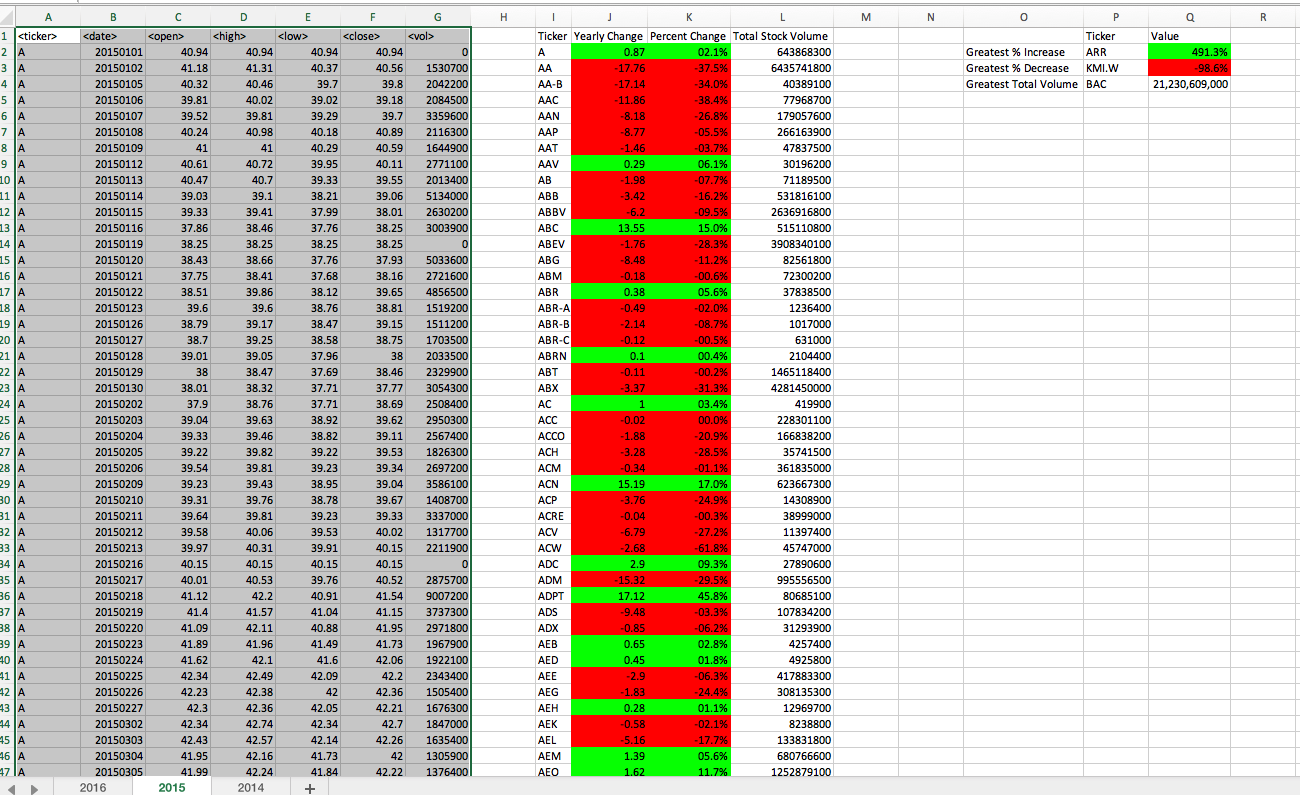 A B C D E F G H I J K L M N O P Q R
1 <ticker> <date> <open> <high> <low> <close> <vol> Ticker Yearly Change Percent Change Total Stock Volume Ticker Value
2 A 20150101 40.94 40.94 40.94 40.94 0 A 0.87 02.1% 643868300 Greatest % Increase ARR 491.3%
3 A 20150102 41.18 41.31 40.37 40.56 1530700 AA -17.76 -37.5% 6435741800 Greatest % Decrease KMI.W -98.6%
4 A 20150105 40.32 40.46 39.7 39.8 2042200 AA-B -17.14 -34.0% 40389100 Greatest Total Volume BAC 21,230,609,000
5 A 20150106 39.81 40.02 39.02 39.18 2084500 AAC -11.86 -38.4% 77968700
6 A 20150107 39.52 39.81 39.29 39.7 3359600 AAN -8.18 -26.8% 179057600
7 A 20150108 40.24 40.98 40.18 40.89 2116300 AAP -8.77 -05.5% 266163900
8 A 20150109 41 41 40.29 40.59 1644900 AAT -1.46 -03.7% 47837500
9 A 20150112 40.61 40.72 39.95 40.11 2771100 AAV 0.29 06.1% 30196200
10 A 20150113 40.47 40.7 39.33 39.55 2013400 AB -1.98 -07.7% 71189500
11 A 20150114 39.03 39.1 38.21 39.06 5134000 ABB -3.42 -16.2% 531816100
12 A 20150115 39.33 39.41 37.99 38.01 2630200 ABBV -6.2 -09.5% 2636916800
13 A 20150116 37.86 38.46 37.76 38.25 3003900 ABC 13.55 15.0% 515110800
14 A 20150119 38.25 38.25 38.25 38.25 0 ABEV -1.76 -28.3% 3908340100
15 A 20150120 38.43 38.66 37.76 37.93 5033600 ABG -8.48 -11.2% 82561800
16 A 20150121 37.75 38.41 37.68 38.16 2721600 ABM -0.18 -00.6% 72300200
17 A 20150122 38.51 39.86 38.12 39.65 4856500 ABR 0.38 05.6% 37838500
18 A 20150123 39.6 39.6 38.76 38.81 1519200 ABR-A -0.49 -02.0% 1236400
19 A 20150126 38.79 39.17 38.47 39.15 1511200 ABR-B -2.14 -08.7% 1017000
20 A 20150127 38.7 39.25 38.58 38.75 1703500 ABR-C -0.12 -00.5% 631000
21 A 20150128 39.01 39.05 37.96 38 2033500 ABRN 0.1 00.4% 2104400
22 A 20150129 38 38.47 37.69 38.46 2329900 ABT -0.11 -00.2% 1465118400
23 A 20150130 38.01 38.32 37.71 37.77 3054300 ABX -3.37 -31.3% 4281450000
24 A 20150202 37.9 38.76 37.71 38.69 2508400 AC 1 03.4% 419900
25 A 20150203 39.04 39.63 38.92 39.62 2950300 ACC -0.02 00.0% 228301100
26 A 20150204 39.33 39.46 38.82 39.11 2567400 ACCO -1.88 -20.9% 166838200
27 A 20150205 39.22 39.82 39.22 39.53 1826300 ACH -3.28 -28.5% 35741500
28 A 20150206 39.54 39.81 39.23 39.34 2697200 ACM -0.34 -01.1% 361835000
29 A 20150209 39.23 39.43 38.95 39.04 3586100 ACN 15.19 17.0% 623667300
30 A 20150210 39.31 39.76 38.78 39.67 1408700 ACP -3.76 -24.9% 14308900
31 A 20150211 39.64 39.81 39.23 39.33 3337000 ACRE -0.04 -00.3% 38999000
32 A 20150212 39.58 40.06 39.53 40.02 1317700 ACV -6.79 -27.2% 11397400
33 A 20150213 39.97 40.31 39.91 40.15 2211900 ACW -2.68 -61.8% 45747000
34 A 20150216 40.15 40.15 40.15 40.15 0 ADC 2.9 09.3% 27890600
35 A 20150217 40.01 40.53 39.76 40.52 2875700 ADM -15.32 -29.5% 995556500
36 A 20150218 41.12 42.2 40.91 41.54 9007200 ADPT 17.12 45.8% 80685100
37 A 20150219 41.4 41.57 41.04 41.15 3737300 ADS -9.48 -03.3% 107834200
38 A 20150220 41.09 42.11 40.88 41.95 2971800 ADX -0.85 -06.2% 31293900
39 A 20150223 41.89 41.96 41.49 41.73 1967900 AEB 0.65 02.8% 4257400
40 A 20150224 41.62 42.1 41.6 42.06 1922100 AED 0.45 01.8% 4925800
41 A 20150225 42.34 42.49 42.09 42.2 2343400 AEE -2.9 -06.3% 417883300
42 A 20150226 42.23 42.38 42 42.36 1505400 AEG -1.83 -24.4% 308135300
43 A 20150227 42.3 42.36 42.05 42.21 1676300 AEH 0.28 01.1% 12969700
44 A 20150302 42.34 42.74 42.34 42.7 1847000 AEK -0.58 -02.1% 8238800
45 A 20150303 42.43 42.57 42.14 42.26 1635400 AEL -5.16 -17.7% 133831800
46 A 20150304 41.95 42.16 41.73 42 1305900 AEM 1.39 05.6% 680766600
47 A 20150305 41.99 42.24 41.84 42.22 1376400 AEO 1.62 11.7% 1252879100
2016 2015 2014 +